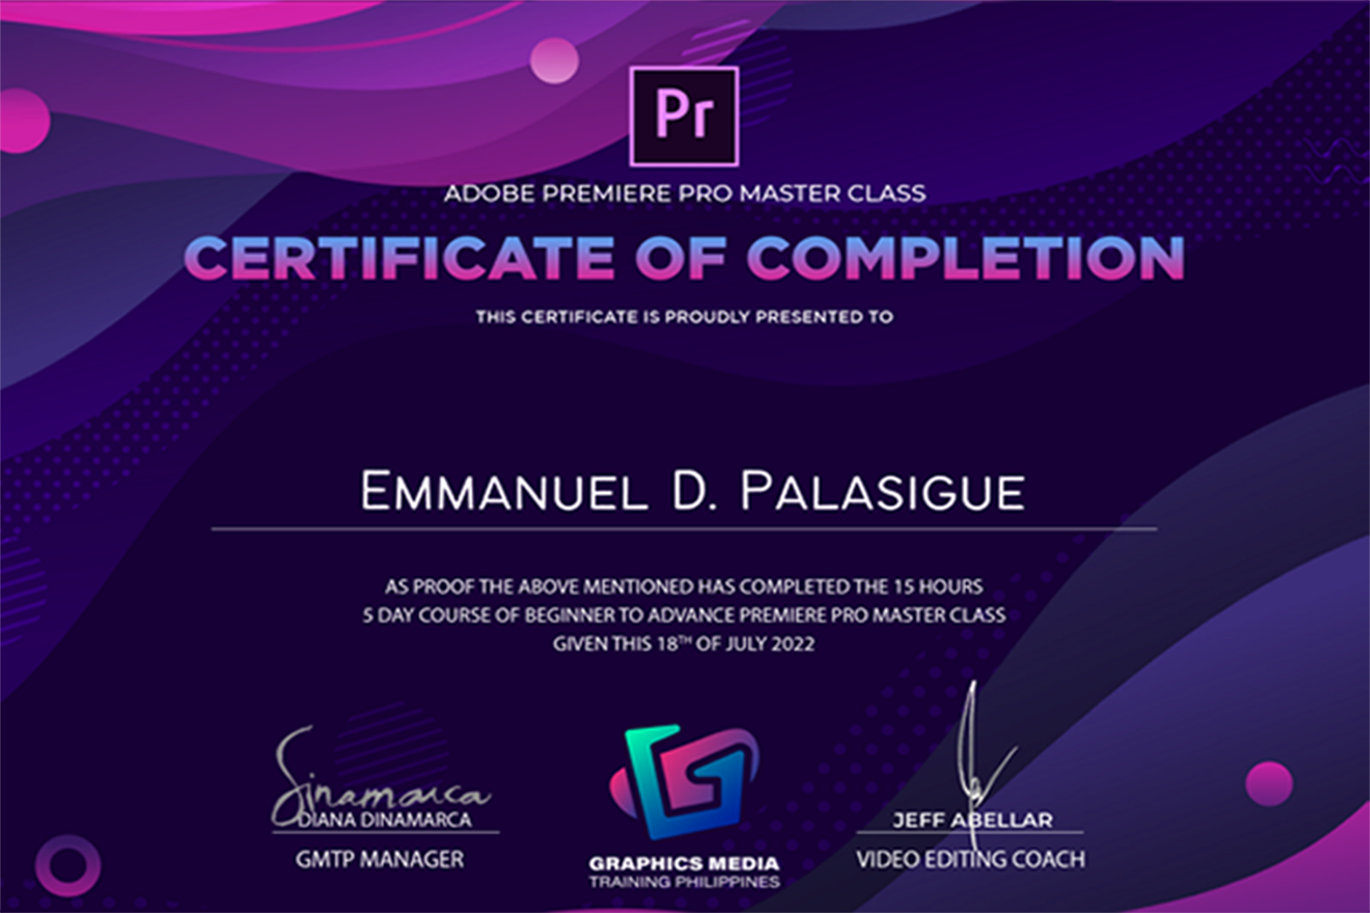 Pr
ADOBE PREMIERE PRO MASTER CLASS
CERTIFICATE OF COMPLETION
THIS CERTIFICATE IS PROUDLY PRESENTED TO
EMMANUEL D. PALASIGUE
AS PROOF THE ABOVE MENTIONED HAS COMPLETED THE 15 HOURS
5 DAY COURSE OF BEGINNER TO ADVANCE PREMIERE PRO MASTER CLASS
GIVEN THIS 18TH OF JULY 2022
Dinamarca
DIANA DINAMARCA
GMTP MANAGER
GRAPHICS MEDIA
TRAINING PHILIPPINES
JEFF ABELLAR
VIDEO EDITING COACH